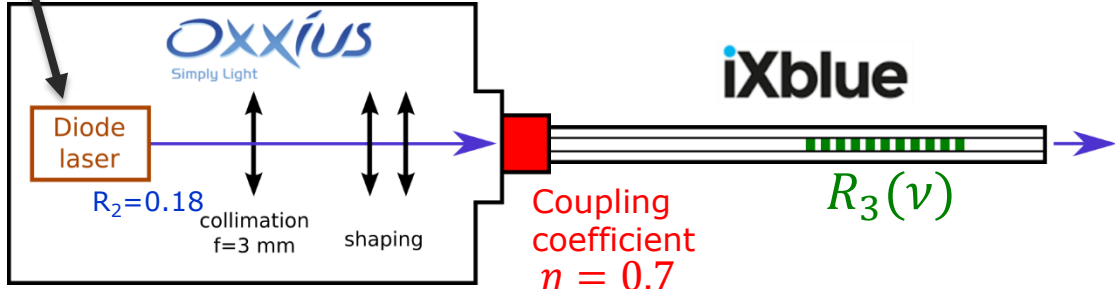 OXXIUS
Simply Light
iXblue
Diode
laser
R₂=0.18
collimation
f=3 mm
shaping
Coupling
coefficient
η = 0.7
R₃(ν)